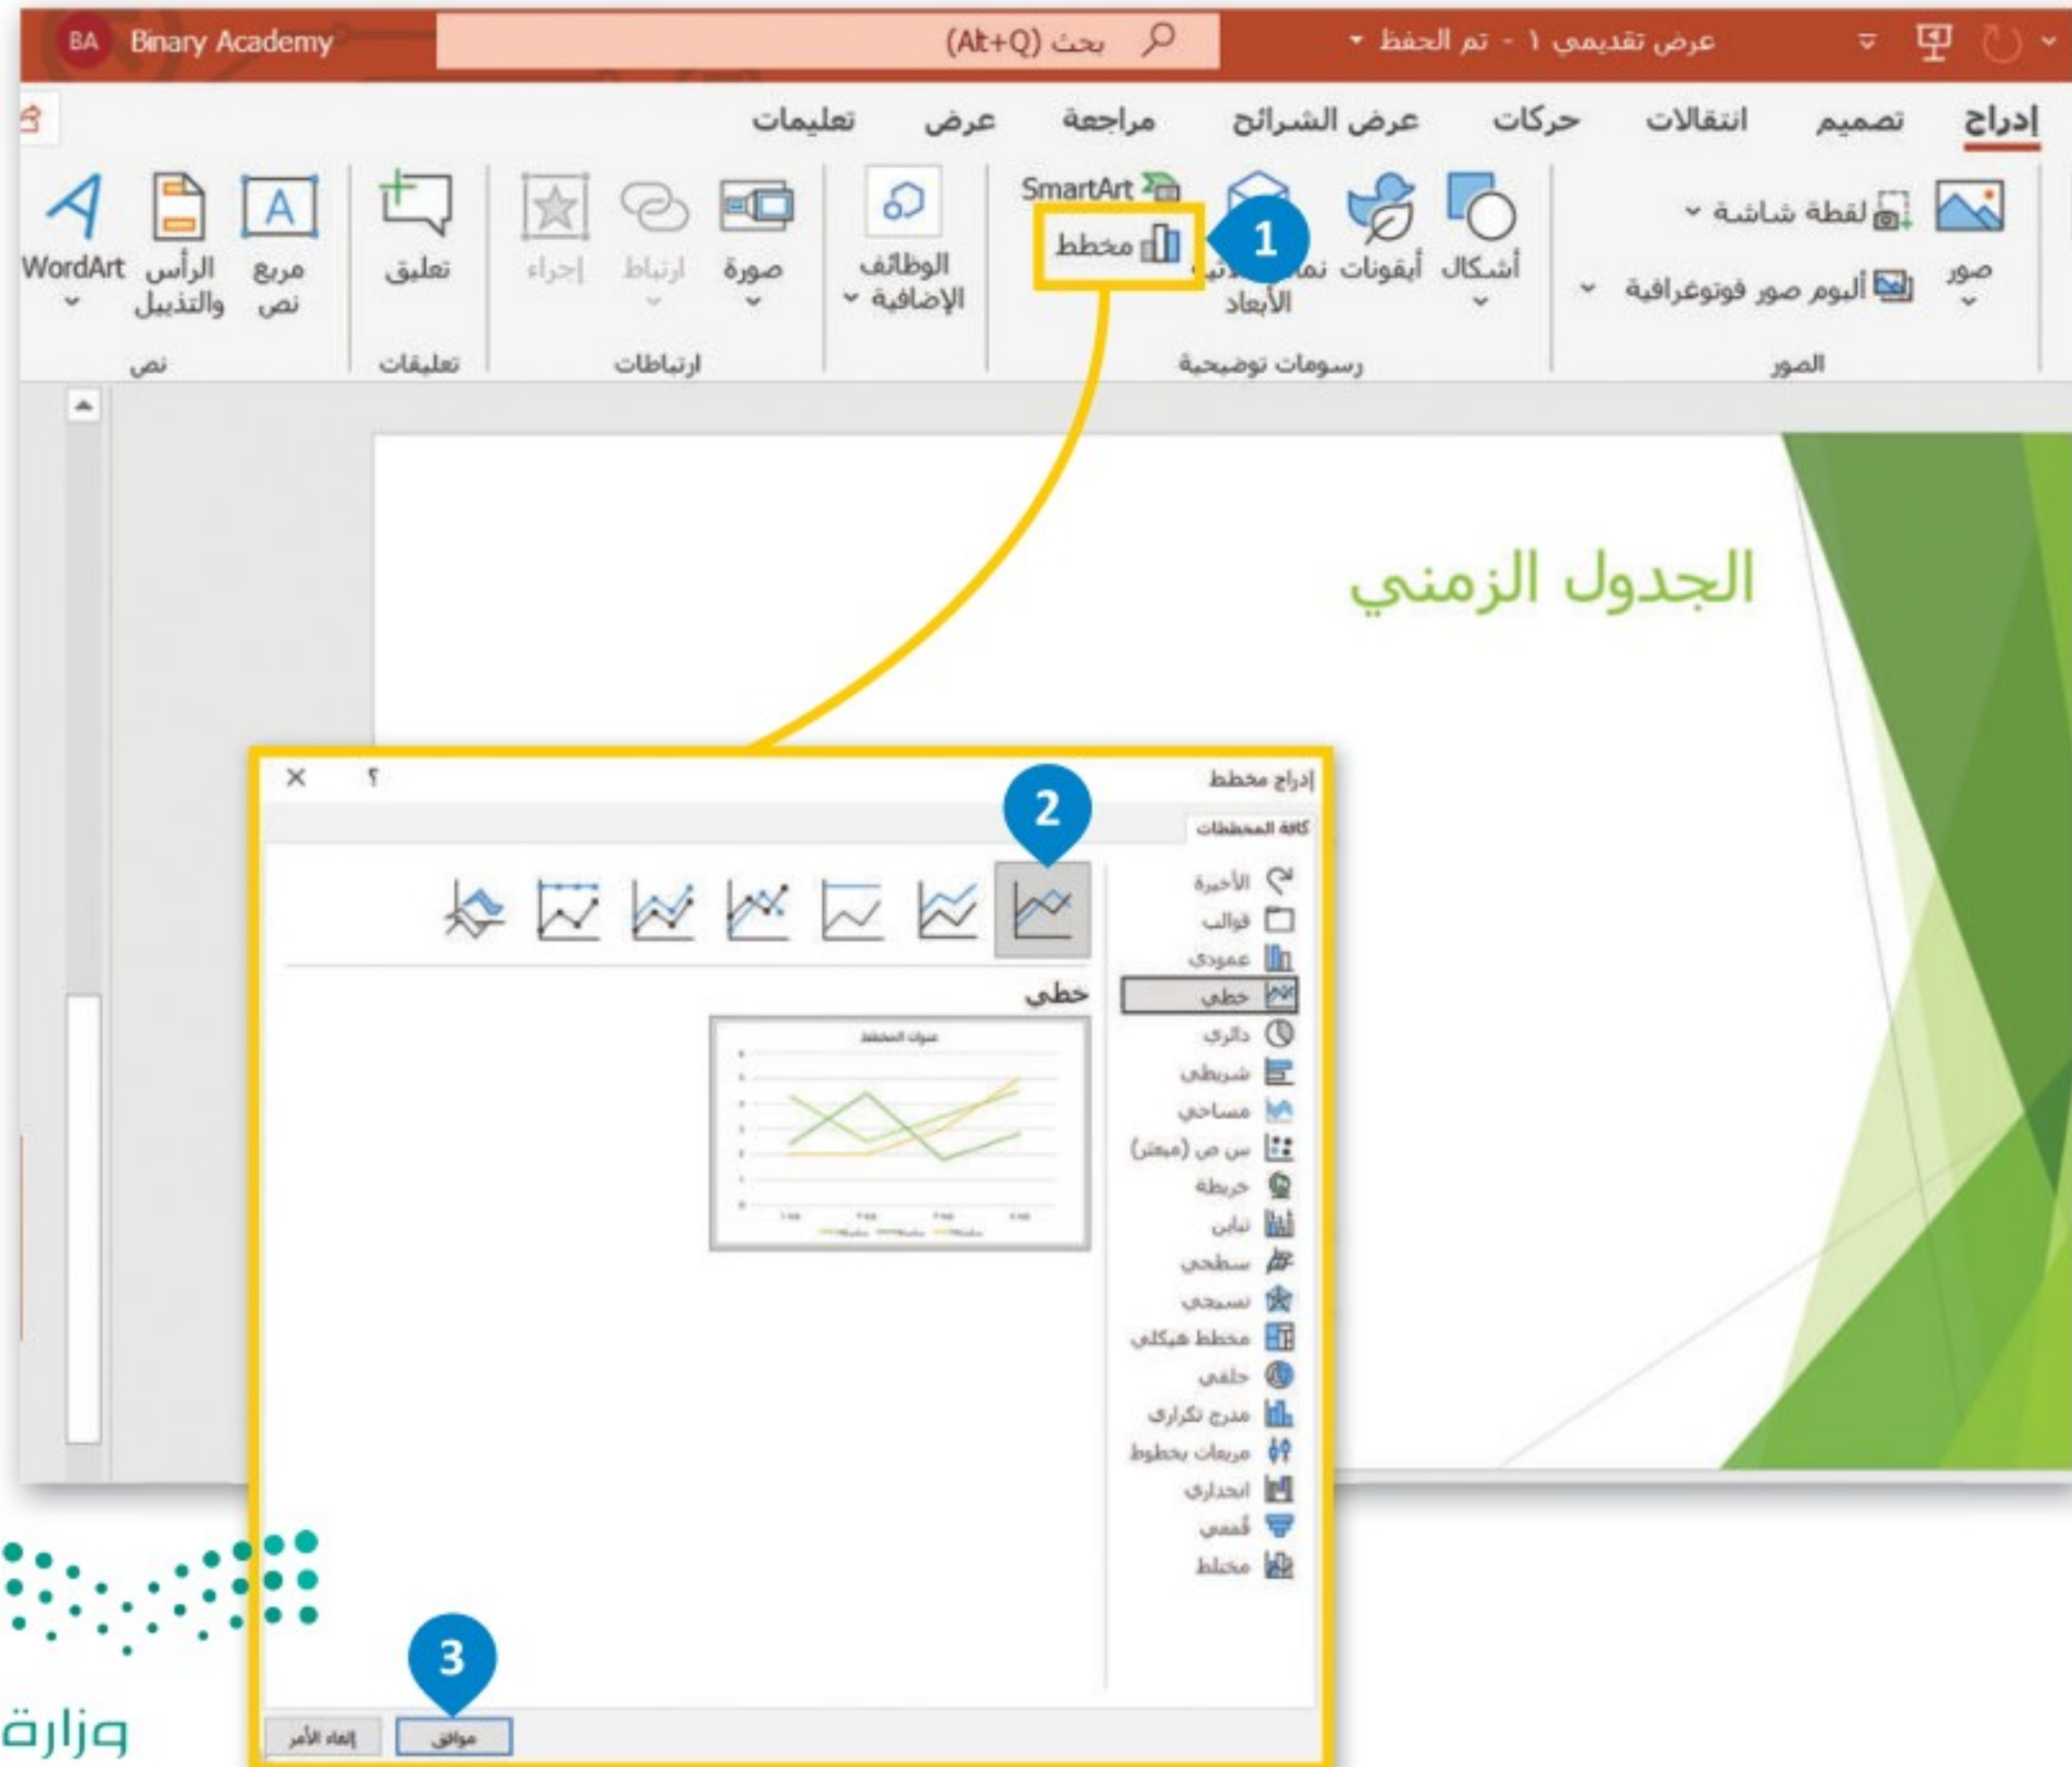 عرض تقديمي ١ - تم الحفظ
بحث (Alt+Q)
Binary Academy
BA
إدراج
تصميم
انتقالات
حركات
عرض الشرائح
مراجعة
عرض
تعليمات
صور
لقطة شاشة
ألبوم صور فوتوغرافية
الصور
أشكال
أيقونات
الأبعاد
SmartArt
مخطط
1
رسومات توضيحية
الوظائف
الإضافية
صورة
ارتباط
إجراء
ارتباطات
تعليق
تعليقات
مربع
نص
الرأس
والتذييل
WordArt
نص
الجدول الزمني
إدراج مخطط
؟
2
كافة المخططات
الأخيرة
قوالب
عمودي
خطي
دائري
شريطي
مساحي
س ص (مبعثر)
خريطة
تباين
سطحي
نسيجي
مخطط هيكلي
حلقي
مدرج تكراري
مربعات بخطوط
انحداري
قُمعي
مختلط
خطي
عنوان المخطط
3
موافق
إلغاء الأمر
وزارة